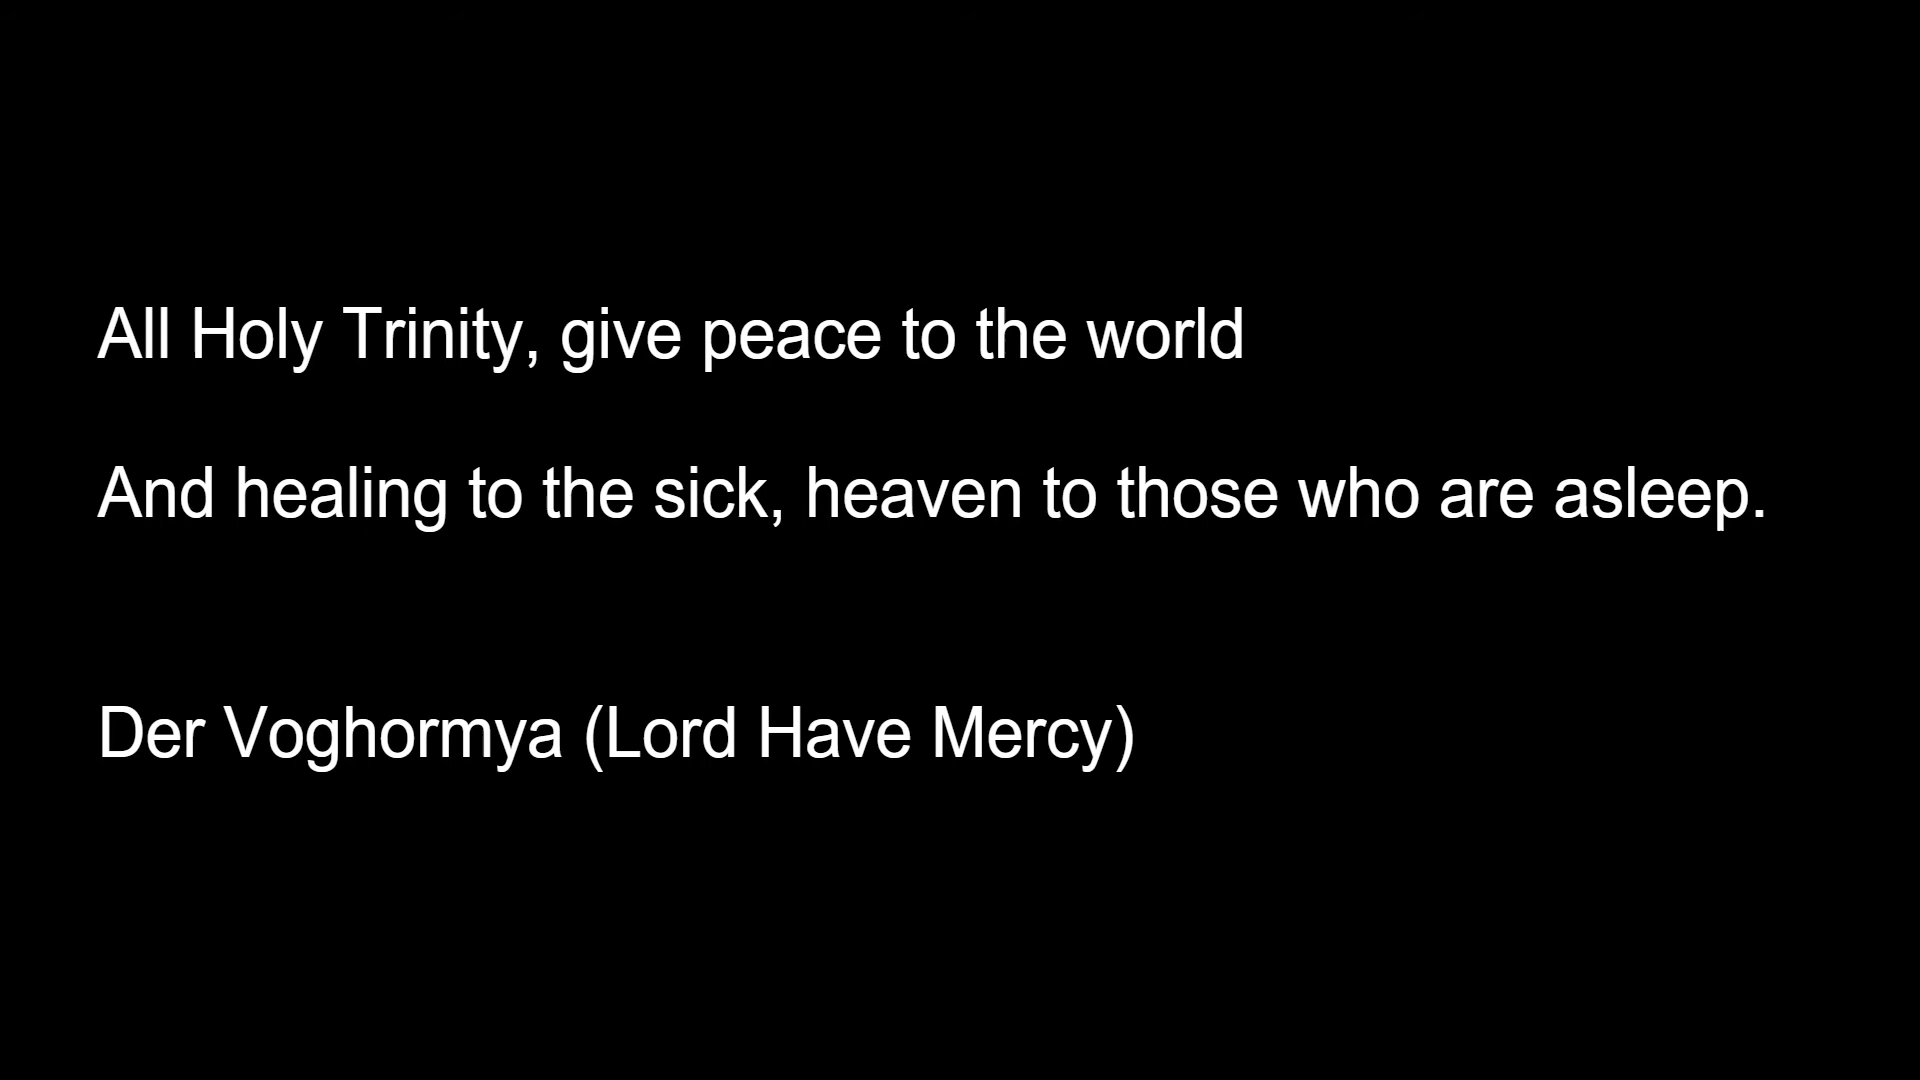 All Holy Trinity, give peace to the world
And healing to the sick, heaven to those who are asleep.
Der Voghormya (Lord Have Mercy)